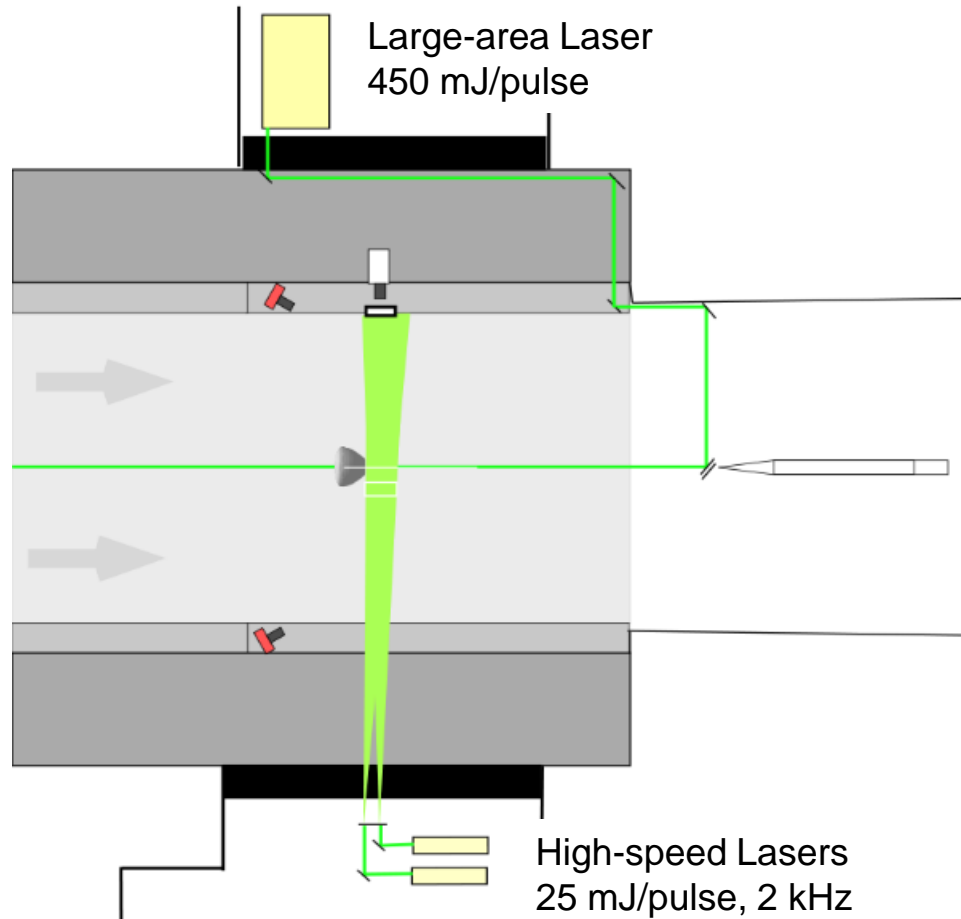 Large-area Laser
450 mJ/pulse
High-speed Lasers
25 mJ/pulse, 2 kHz